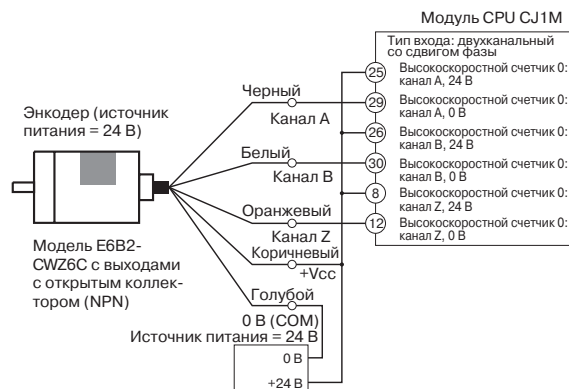 Модуль CPU CJ1M
Тип входа: двухканальный
со сдвигом фазы
25
Высокоскоростной счетчик 0:
канал A, 24 В
29
Высокоскоростной счетчик 0:
канал A, 0 В
26
Высокоскоростной счетчик 0:
канал B, 24 В
30
Высокоскоростной счетчик 0:
канал B, 0 В
8
Высокоскоростной счетчик 0:
канал Z, 24 В
12
Высокоскоростной счетчик 0:
канал Z, 0 В
Энкодер (источник
питания = 24 В)
Черный
Канал A
Белый
Канал B
Оранжевый
Канал Z
Коричневый
+Vcc
Голубой
0 В (COM)
Модель E6B2-
CWZ6C с выходами
с открытым коллек-
тором (NPN)
Источник питания = 24 В
0 В
+24 В